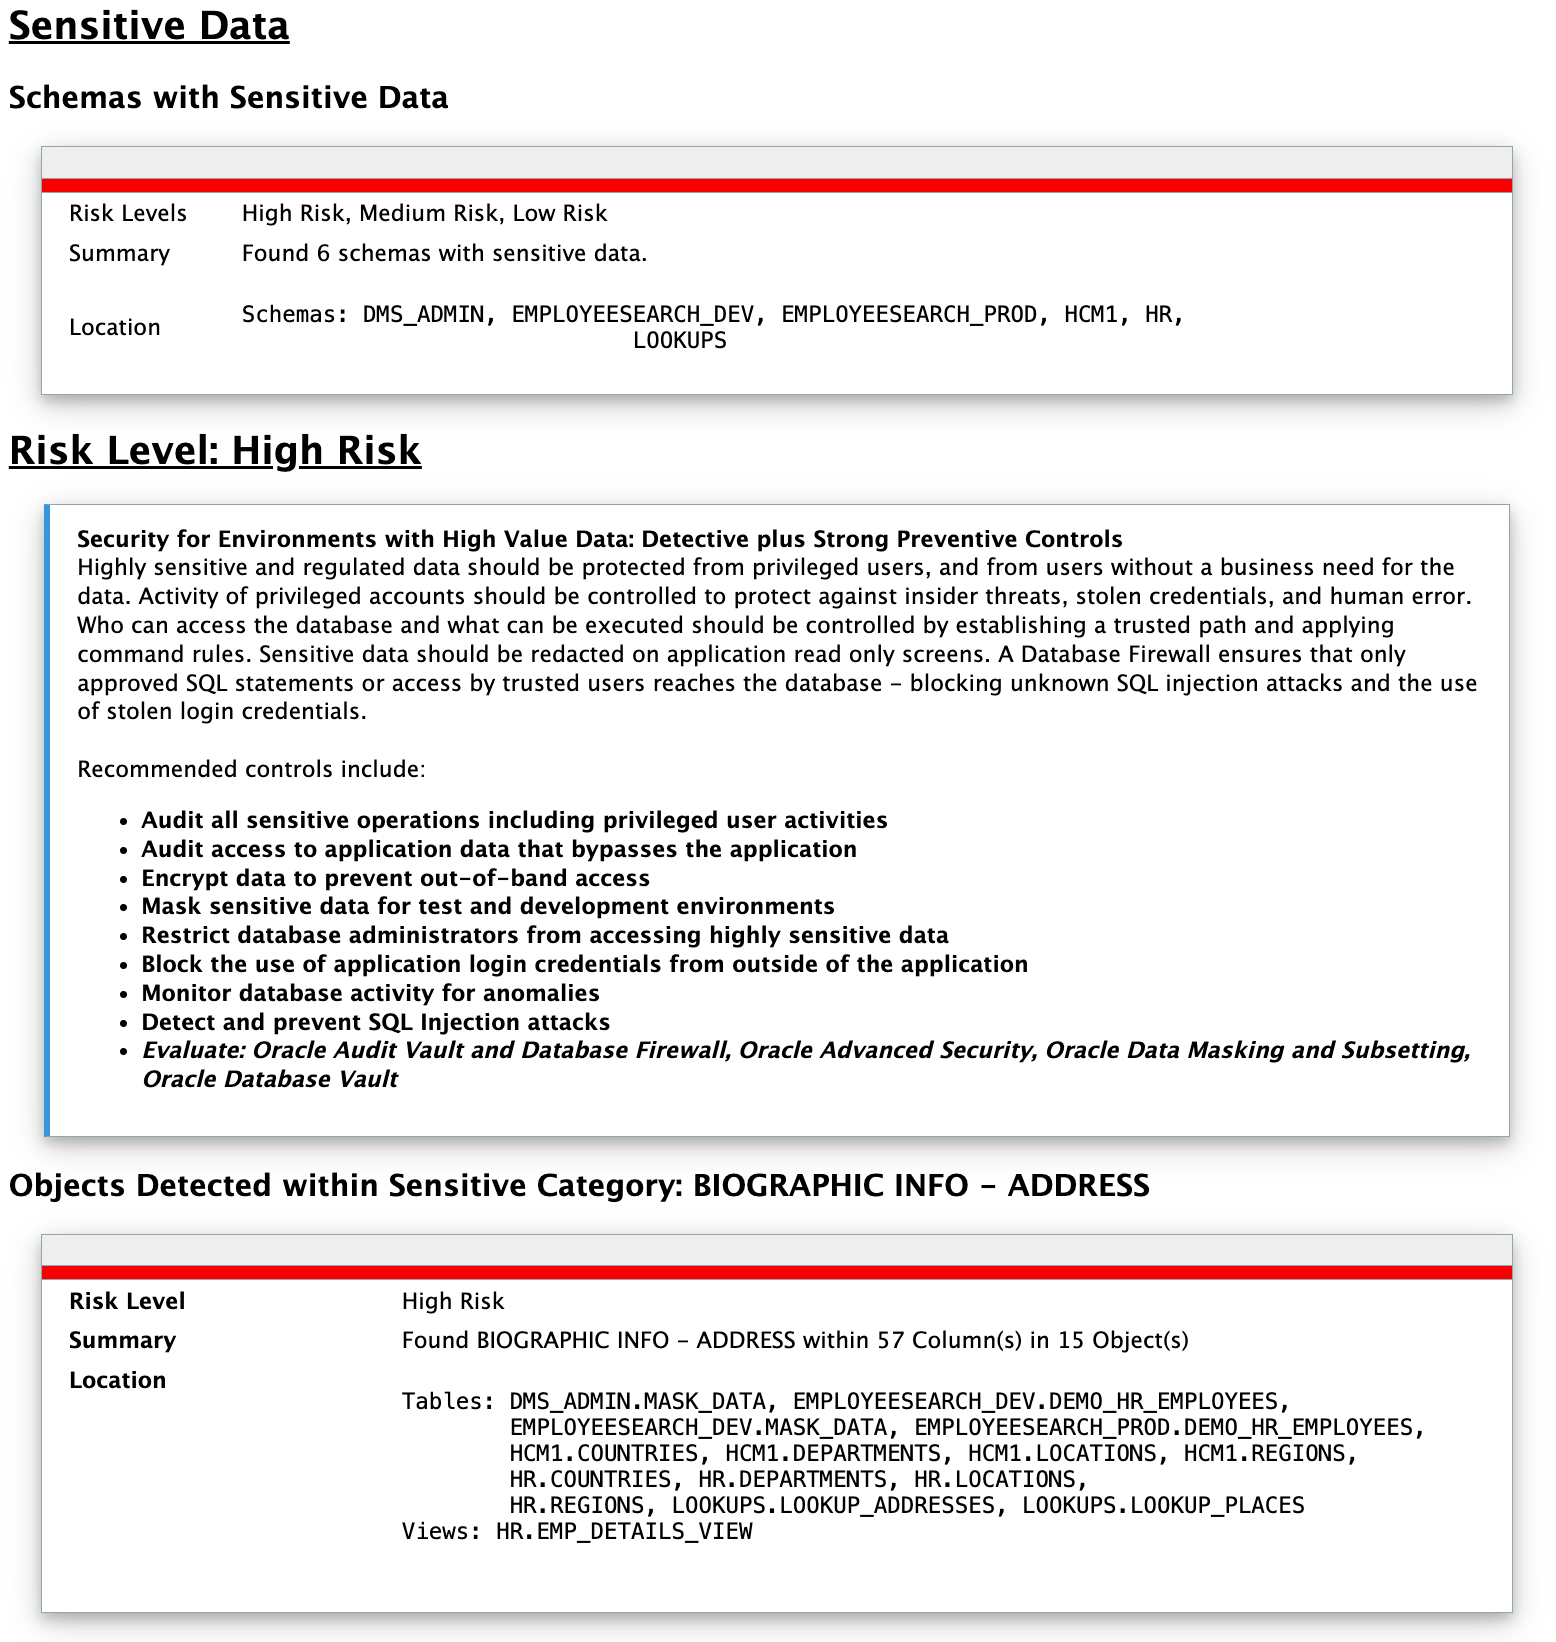 Sensitive Data
Schemas with Sensitive Data
Risk Levels High Risk, Medium Risk, Low Risk
Summary Found 6 schemas with sensitive data.
Location Schemas: DMS_ADMIN, EMPLOYEESEARCH_DEV, EMPLOYEESEARCH_PROD, HCM1, HR,
LOOKUPS
Risk Level: High Risk
Security for Environments with High Value Data: Detective plus Strong Preventive Controls
Highly sensitive and regulated data should be protected from privileged users, and from users without a business need for the
data. Activity of privileged accounts should be controlled to protect against insider threats, stolen credentials, and human error.
Who can access the database and what can be executed should be controlled by establishing a trusted path and applying
command rules. Sensitive data should be redacted on application read only screens. A Database Firewall ensures that only
approved SQL statements or access by trusted users reaches the database – blocking unknown SQL injection attacks and the use
of stolen login credentials.
Recommended controls include:
• Audit all sensitive operations including privileged user activities
• Audit access to application data that bypasses the application
• Encrypt data to prevent out-of-band access
• Mask sensitive data for test and development environments
• Restrict database administrators from accessing highly sensitive data
• Block the use of application login credentials from outside of the application
• Monitor database activity for anomalies
• Detect and prevent SQL Injection attacks
• Evaluate: Oracle Audit Vault and Database Firewall, Oracle Advanced Security, Oracle Data Masking and Subsetting,
Oracle Database Vault
Objects Detected within Sensitive Category: BIOGRAPHIC INFO - ADDRESS
Risk Level High Risk
Summary Found BIOGRAPHIC INFO - ADDRESS within 57 Column(s) in 15 Object(s)
Location
Tables: DMS_ADMIN.MASK_DATA, EMPLOYEESEARCH_DEV.DEMO_HR_EMPLOYEES,
EMPLOYEESEARCH_DEV.MASK_DATA, EMPLOYEESEARCH_PROD.DEMO_HR_EMPLOYEES,
HCM1.COUNTRIES, HCM1.DEPARTMENTS, HCM1.LOCATIONS, HCM1.REGIONS,
HR.COUNTRIES, HR.DEPARTMENTS, HR.LOCATIONS,
HR.REGIONS, LOOKUPS.LOOKUP_ADDRESSES, LOOKUPS.LOOKUP_PLACES
Views: HR.EMP_DETAILS_VIEW